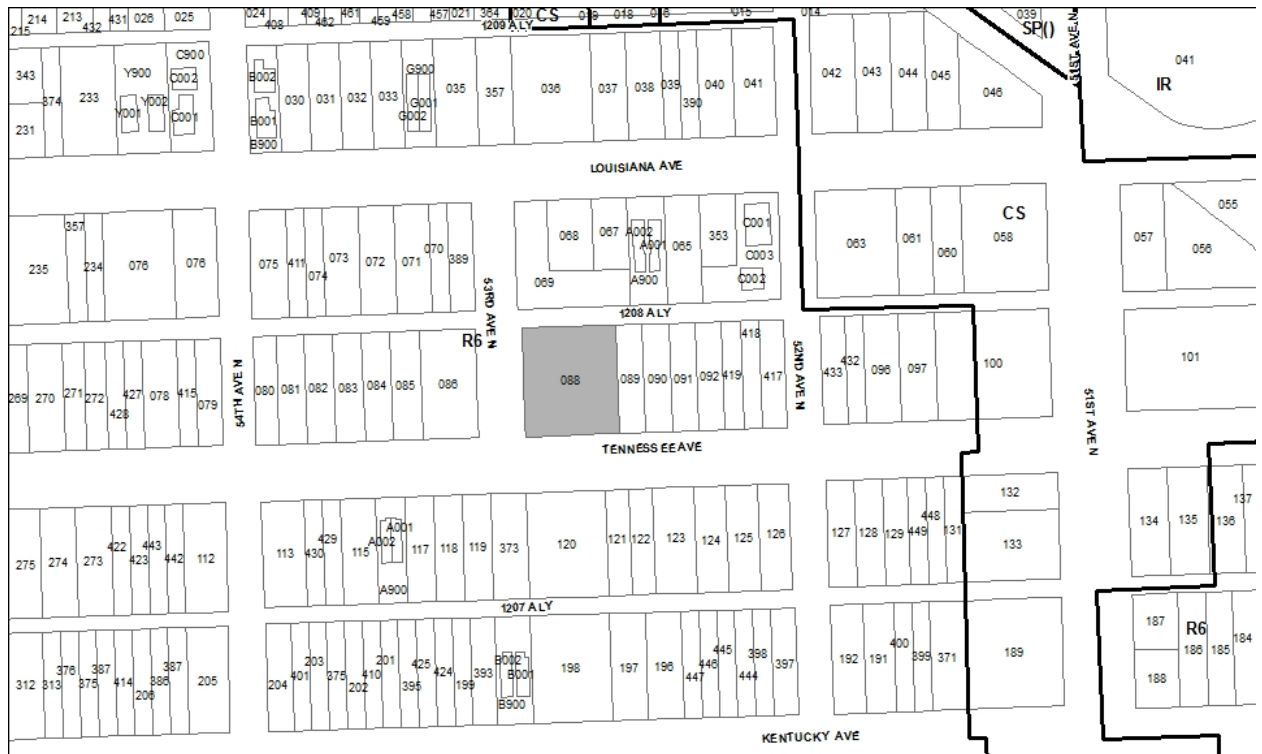 024 409 461 458 457 021 364 020 CS 019 018 016 015 014 039
214 213 431 026 025
215 432 408 462 459 1209 ALY SP() 51ST AVE N
343 Y900 C900 B002 G900 041
C002 IR
374 233 Y001 Y002 C001 B001 030 031 032 033 G001 G002 035 357 036 037 038 039 390 040 041 042 043 044 045 046
231 B900
LOUISIANA AVE
357 235 234 076 076 075 411 074 073 072 071 070 389 53RD AVE N 068 067 A002 A001 065 353 C001 CS
069 A900 C003 C002 063 061 060 058 057 056 055
1208 ALY
R6
269 270 271 272 428 427 078 415 079 54TH AVE N 080 081 082 083 084 085 086 088 089 090 091 092 419 418 417 52ND AVE N 433 432 096 097 100 51ST AVE N 101
TENNESSEE AVE
275 274 273 422 423 443 442 112 113 430 429 115 A002 A001 117 118 119 373 120 121 122 123 124 125 126 127 128 129 449 448 131 132 133 134 135 136 137
A900
1207 ALY
312 313 376 375 387 414 206 386 387 205 204 401 203 375 202 410 201 395 425 424 199 393 B002 B001 198 197 196 447 446 445 444 398 397 192 191 400 399 371 189 187 188 R6 186 185 184
B900
KENTUCKY AVE